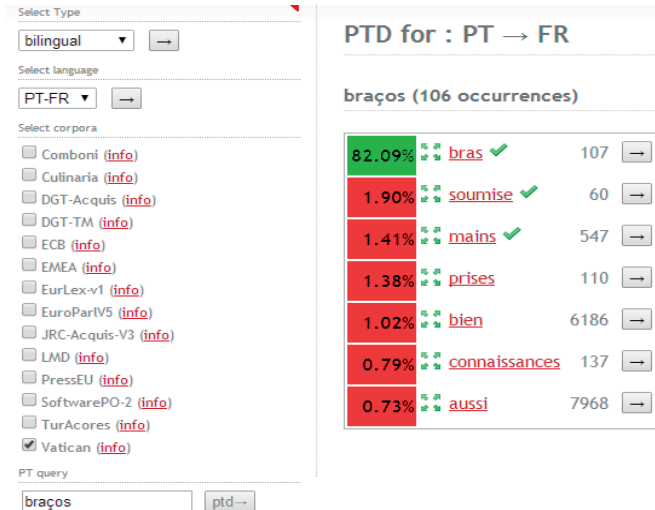 Select Type
bilingual ▼ →
Select language
PT-FR ▼ →
Select corpora
Comboni (info)
Culinaria (info)
DGT-Acquis (info)
DGT-TM (info)
ECB (info)
EMEA (info)
EurLex-v1 (info)
EuroParlV5 (info)
JRC-Acquis-V3 (info)
LMD (info)
PressEU (info)
SoftwarePO-2 (info)
TurAcores (info)
Vatican (info)
PT query
braços ptd→
PTD for : PT → FR
braços (106 occurrences)
82.09% bras ✔ 107 →
1.90% soumise ✔ 60 →
1.41% mains ✔ 547 →
1.38% prises 110 →
1.02% bien 6186 →
0.79% connaissances 137 →
0.73% aussi 7968 →